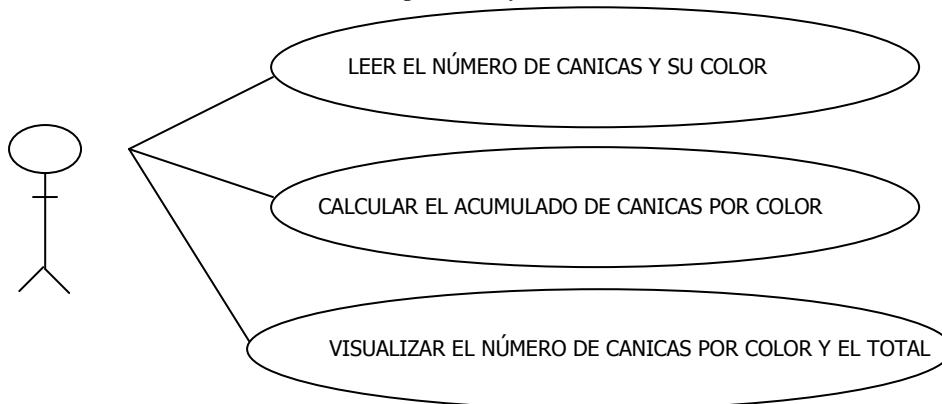 LEER EL NÚMERO DE CANICAS Y SU COLOR
CALCULAR EL ACUMULADO DE CANICAS POR COLOR
VISUALIZAR EL NÚMERO DE CANICAS POR COLOR Y EL TOTAL